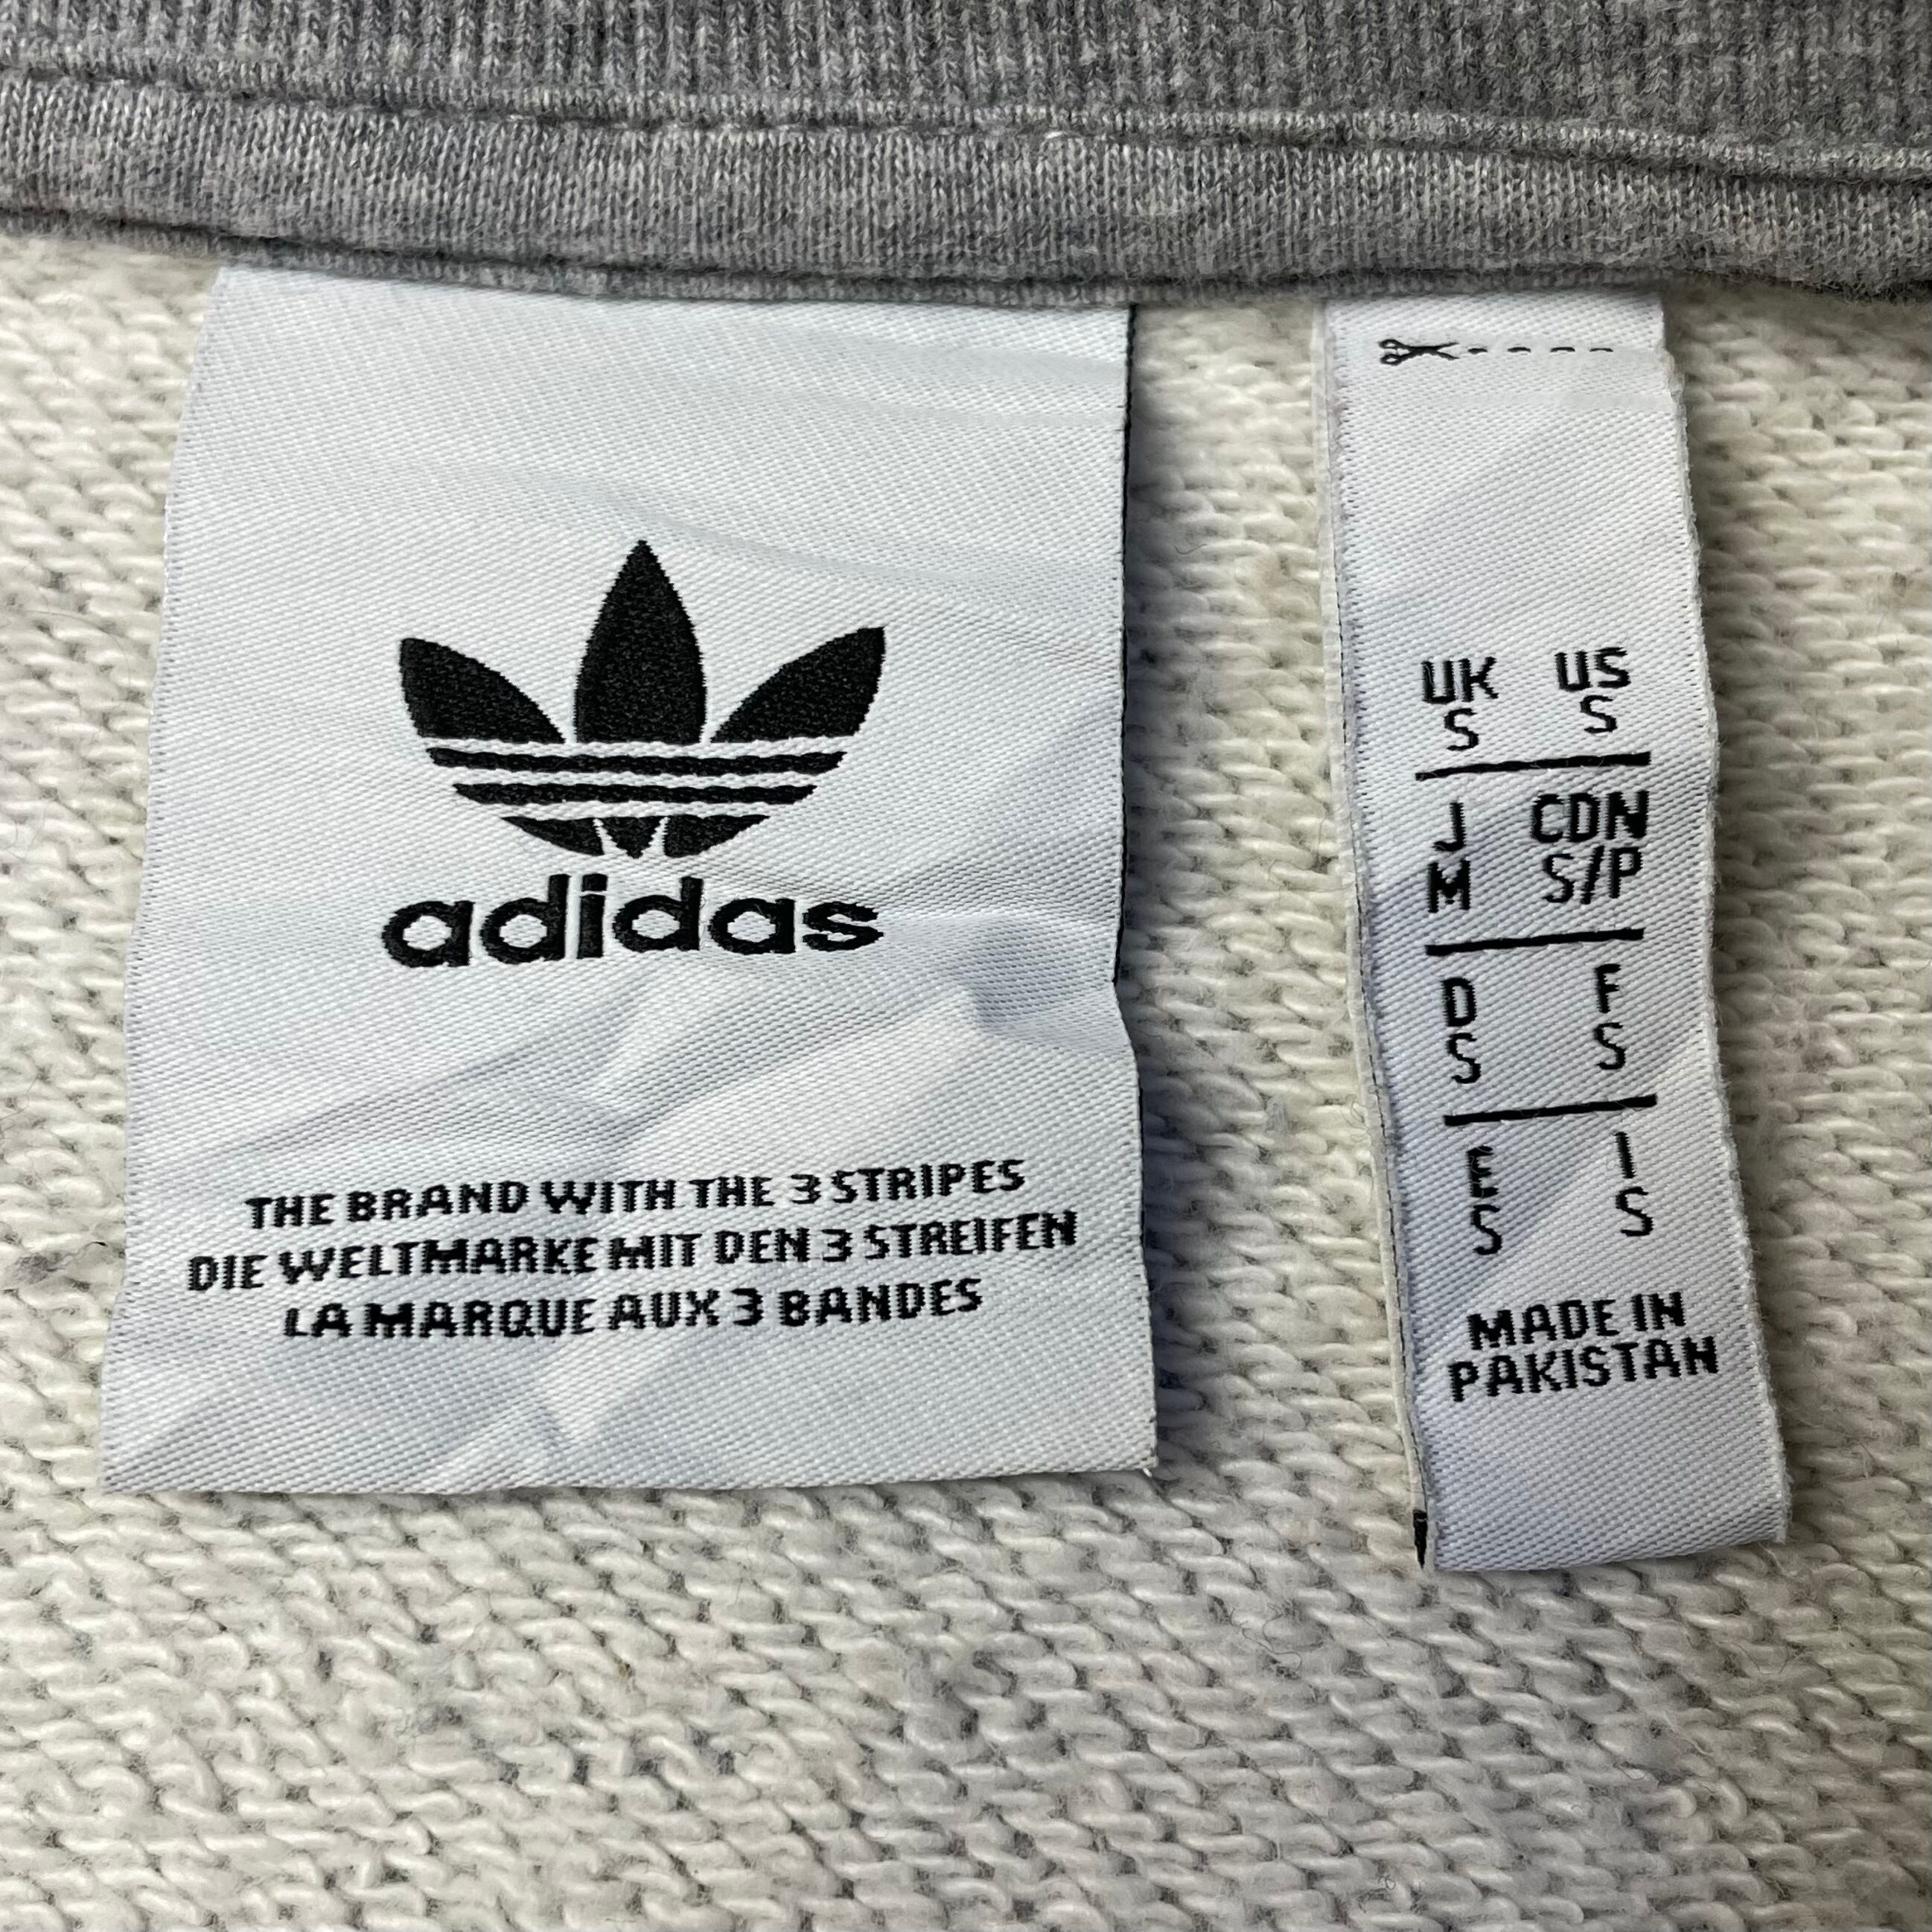 adidas
THE BRAND WITH THE 3 STRIPES
DIE WELTMARKE MIT DEN 3 STREIFEN
LA MARQUE AUX 3 BANDES
UK US
S S
J CDN
M S/P
D F
S S
E I
S S
MADE IN
PAKISTAN